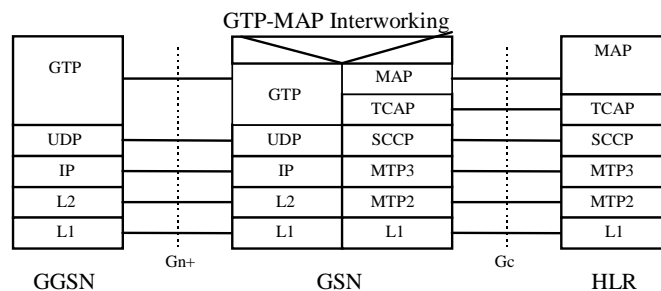 GTP-MAP Interworking
GTP
GTP
MAP
MAP
TCAP
TCAP
UDP
UDP
SCCP
SCCP
IP
IP
MTP3
MTP3
L2
L2
MTP2
MTP2
L1
L1
L1
L1
Gn+
Gc
GGSN
GSN
HLR